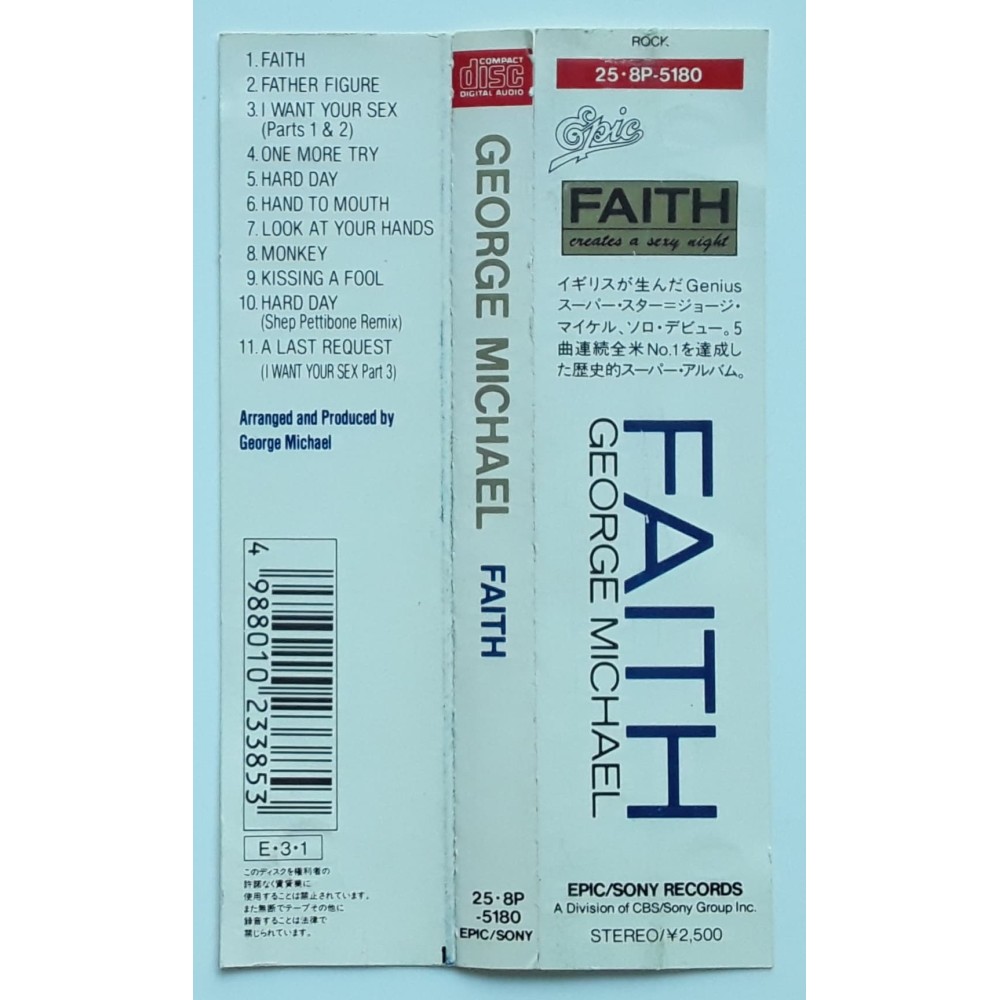 1. FAITH
2. FATHER FIGURE
3. I WANT YOUR SEX
(Parts 1 & 2)
4. ONE MORE TRY
5. HARD DAY
6. HAND TO MOUTH
7. LOOK AT YOUR HANDS
8. MONKEY
9. KISSING A FOOL
10. HARD DAY
(Shep Pettibone Remix)
11. A LAST REQUEST
(I WANT YOUR SEX Part 3)
Arranged and Produced by
George Michael
4 988010 233853
E・3・1
このディスクを権利者の
許諾なく賃貸業に
使用することは禁止されています。
また無断でテープその他に
録音することは法律で
禁じられています。
COMPACT
disc
DIGITAL AUDIO
GEORGE MICHAEL FAITH
25・8P
-5180
EPIC/SONY
ROCK
25・8P-5180
Epic
FAITH
creates a sexy night
イギリスが生んだGenius
スーパー・スター=ジョージ・
マイケル、ソロ・デビュー。5
曲連続全米No.1を達成し
た歴史的スーパー・アルバム。
FAITH
GEORGE MICHAEL
EPIC/SONY RECORDS
A Division of CBS/Sony Group Inc.
STEREO/¥2,500